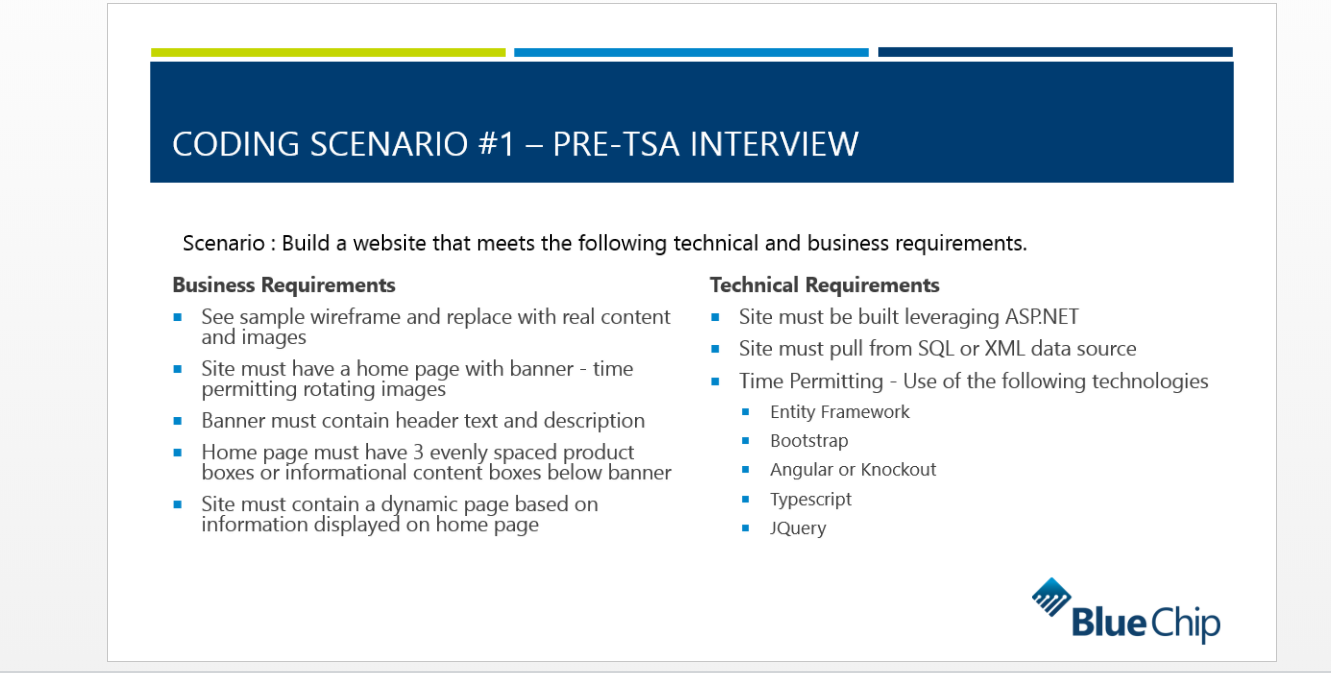 CODING SCENARIO #1 – PRE-TSA INTERVIEW
Scenario : Build a website that meets the following technical and business requirements.
Business Requirements
See sample wireframe and replace with real content
and images
Site must have a home page with banner - time
permitting rotating images
Banner must contain header text and description
Home page must have 3 evenly spaced product
boxes or informational content boxes below banner
Site must contain a dynamic page based on
information displayed on home page
Technical Requirements
Site must be built leveraging ASP.NET
Site must pull from SQL or XML data source
Time Permitting - Use of the following technologies
Entity Framework
Bootstrap
Angular or Knockout
Typescript
JQuery
Blue Chip